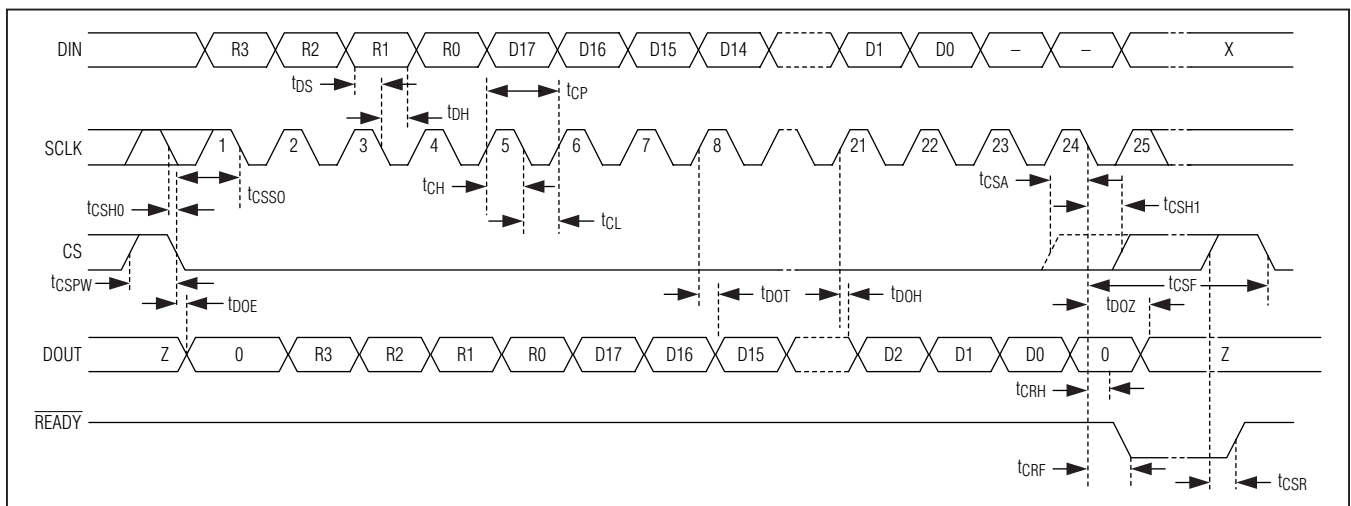 DIN R3 R2 R1 R0 D17 D16 D15 D14 D1 D0 – – X
tDS tDH tCP
SCLK 1 2 3 4 5 6 7 8 21 22 23 24 25
tCSH0 tCSSO tCH tCL tCSA tCSH1
CS
tCSPW tDOE tDOT tDOH tCSF tDOZ
DOUT Z 0 R3 R2 R1 R0 D17 D16 D15 D2 D1 D0 0 Z
tCRH
READY
tCRF tCSR